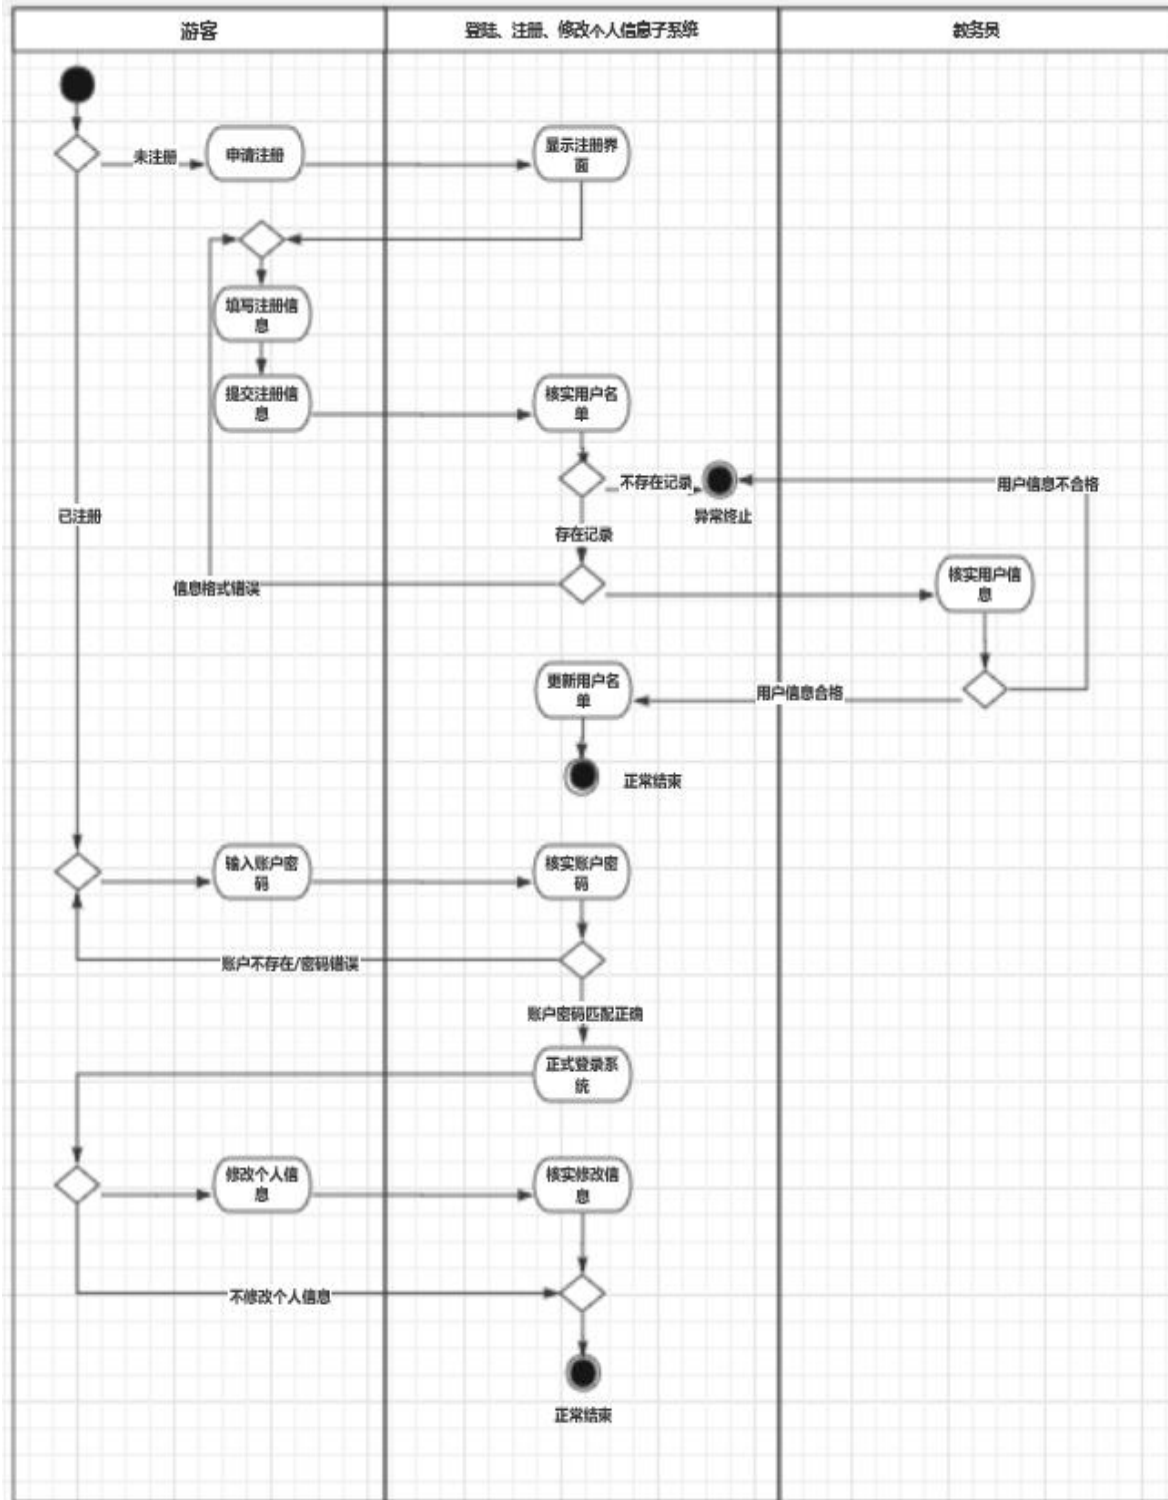 游客
登陆、注册、修改个人信息子系统
教务员
未注册
申请注册
显示注册界
面
填写注册信
息
提交注册信
息
核实用户名
单
不存在记录
用户信息不合格
异常终止
已注册
存在记录
信息格式错误
核实用户信
息
更新用户名
单
用户信息合格
正常结束
输入账户密
码
核实账户密
码
账户不存在/密码错误
账户密码匹配正确
正式登录系
统
修改个人信
息
核实修改信
息
不修改个人信息
正常结束